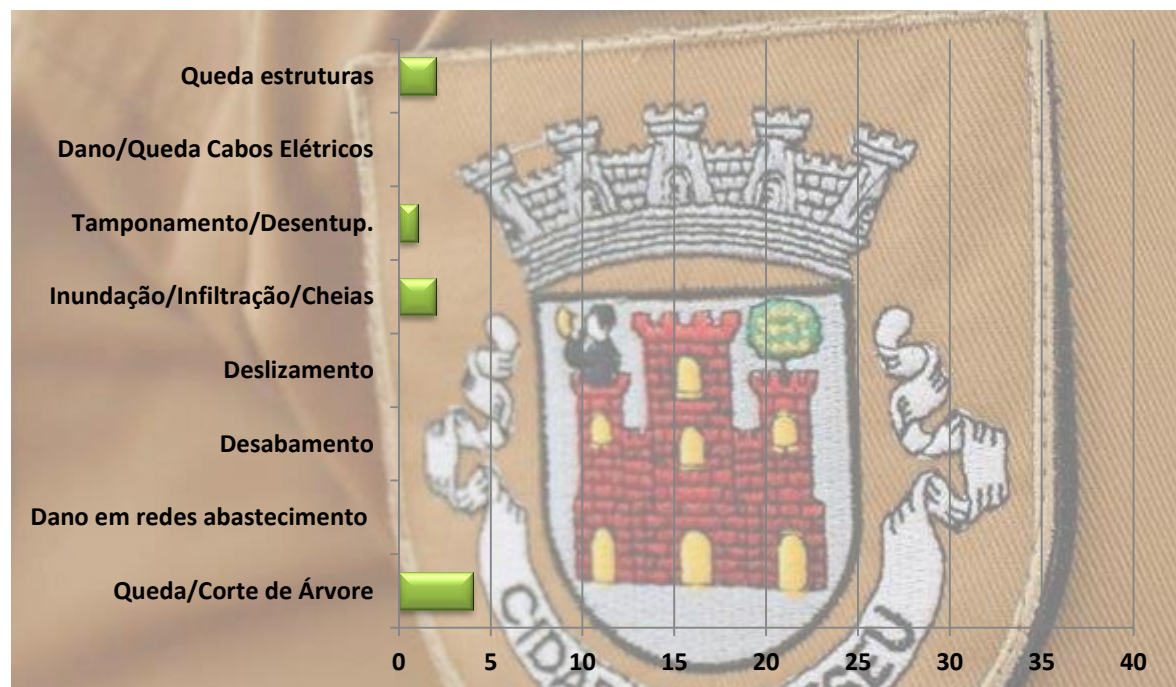 Queda estruturas
Dano/Queda Cabos Elétricos
Tamponamento/Desentup.
Inundação/Infiltração/Cheias
Deslizamento
Desabamento
Dano em redes abastecimento
Queda/Corte de Árvore
0 5 10 15 20 25 30 35 40